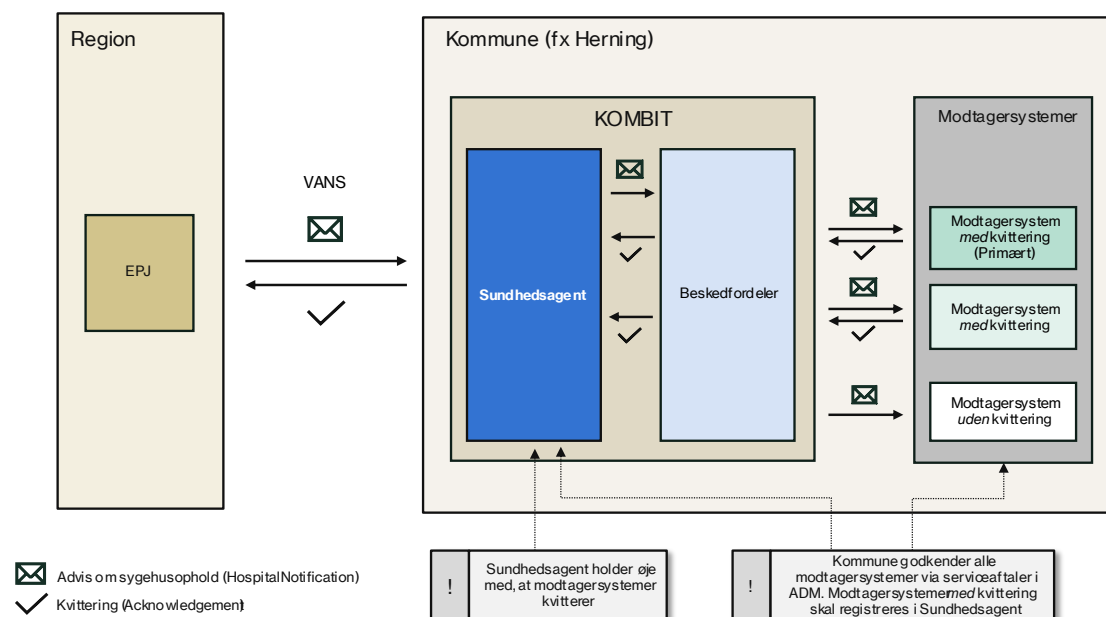 Region
Kommune (fx Herning)
KOMBIT
Modtagersystemer
VANS
EPJ
Sundhedsagent
Beskedfordeler
Modtagersystem
med kvittering
(Primært)
Modtagersystem
med kvittering
Modtagersystem
uden kvittering
Advis om sygehusophold (HospitalNotification)
Kvittering (Acknowledgement)
!
Sundhedsagent holder øje
med, at modtagersystemer
kvitterer
!
Kommune godkender alle
modtagersystemer via serviceaftaler i
ADM. Modtagersystemer med kvittering
skal registreres i Sundhedsagent